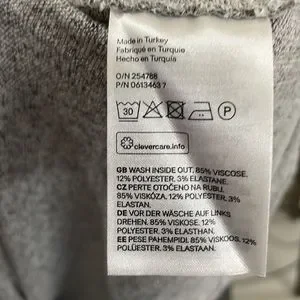 Made in Turkey
Fabriqué en Turquie
Hecho en Turquía
O/N 254788
P/N 06134637
30
P
clevercare.info
GB WASH INSIDE OUT. 85% VISCOSE,
12% POLYESTER, 3% ELASTANE.
CZ PERTE OTOČENO NA RUBU.
85% VISKÓZA, 12% POLYESTER, 3%
ELASTAN.
DE VOR DER WÄSCHE AUF LINKS
DREHEN. 85% VISKOSE, 12%
POLYESTER, 3% ELASTHAN.
EE PESE PAHEMPIDI. 85% VISKOOS, 12%
POLÜESTER, 3% ELASTAAN.